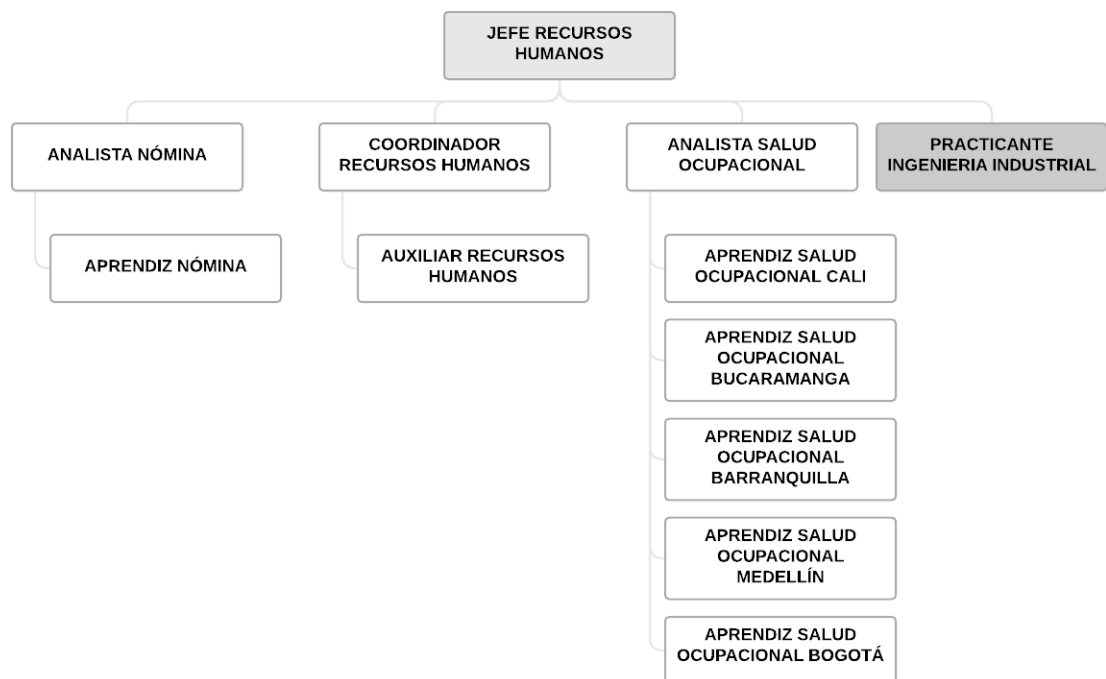 JEFE RECURSOS
HUMANOS
ANALISTA NÓMINA
COORDINADOR
RECURSOS HUMANOS
ANALISTA SALUD
OCUPACIONAL
PRACTICANTE
INGENIERIA INDUSTRIAL
APRENDIZ NÓMINA
AUXILIAR RECURSOS
HUMANOS
APRENDIZ SALUD
OCUPACIONAL CALI
APRENDIZ SALUD
OCUPACIONAL
BUCARAMANGA
APRENDIZ SALUD
OCUPACIONAL
BARRANQUILLA
APRENDIZ SALUD
OCUPACIONAL
MEDELLÍN
APRENDIZ SALUD
OCUPACIONAL BOGOTÁ